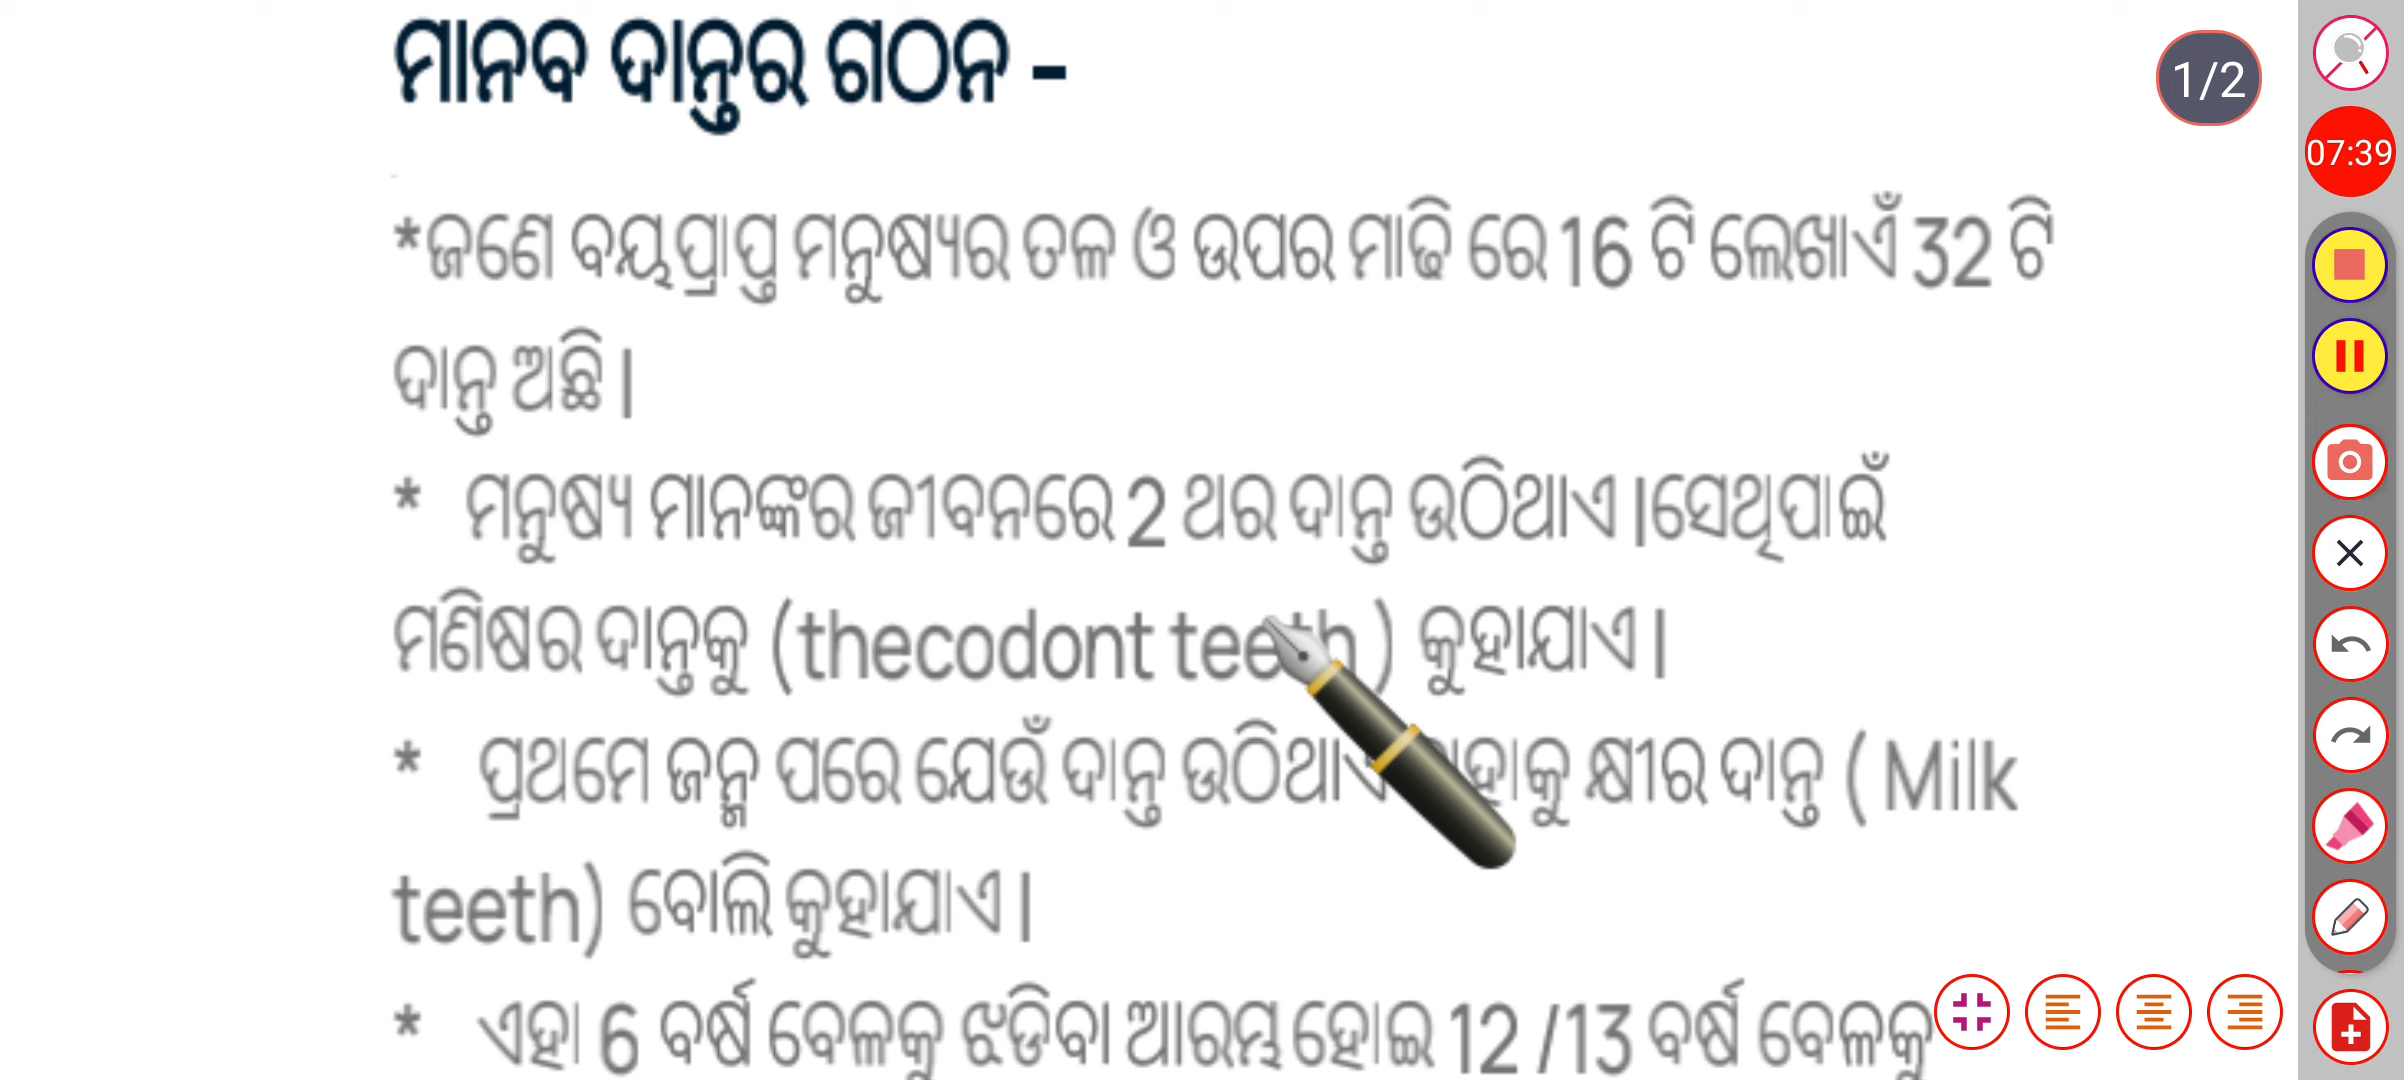 ମାନବ ଦାନ୍ତର ଗଠନ -
1/2
07:39
*ଜଣେ ବୟପ୍ରାପ୍ତ ମନୁଷ୍ୟର ତଳ ଓ ଉପର ମାଢି ରେ 16 ଟି ଲେଖାଏଁ 32 ଟି
ଦାନ୍ତ ଅଛି |
* ମନୁଷ୍ୟ ମାନଙ୍କର ଜୀବନରେ 2 ଥର ଦାନ୍ତ ଉଠିଥାଏ |ସେଥିପାଇଁ
ମଣିଷର ଦାନ୍ତକୁ (thecodont teeth ) କୁହାଯାଏ |
* ପ୍ରଥମେ ଜନ୍ମ ପରେ ଯେଉଁ ଦାନ୍ତ ଉଠିଥାଏ କ୍ଷୀର ଦାନ୍ତ ( Milk
teeth) ବୋଲି କୁହାଯାଏ |
* ଏହା 6 ବର୍ଷ ବେଳକୁ ଝଡିବା ଆରମ୍ଭ ହୋଇ 12 /13 ବର୍ଷ ବେଳକୁ